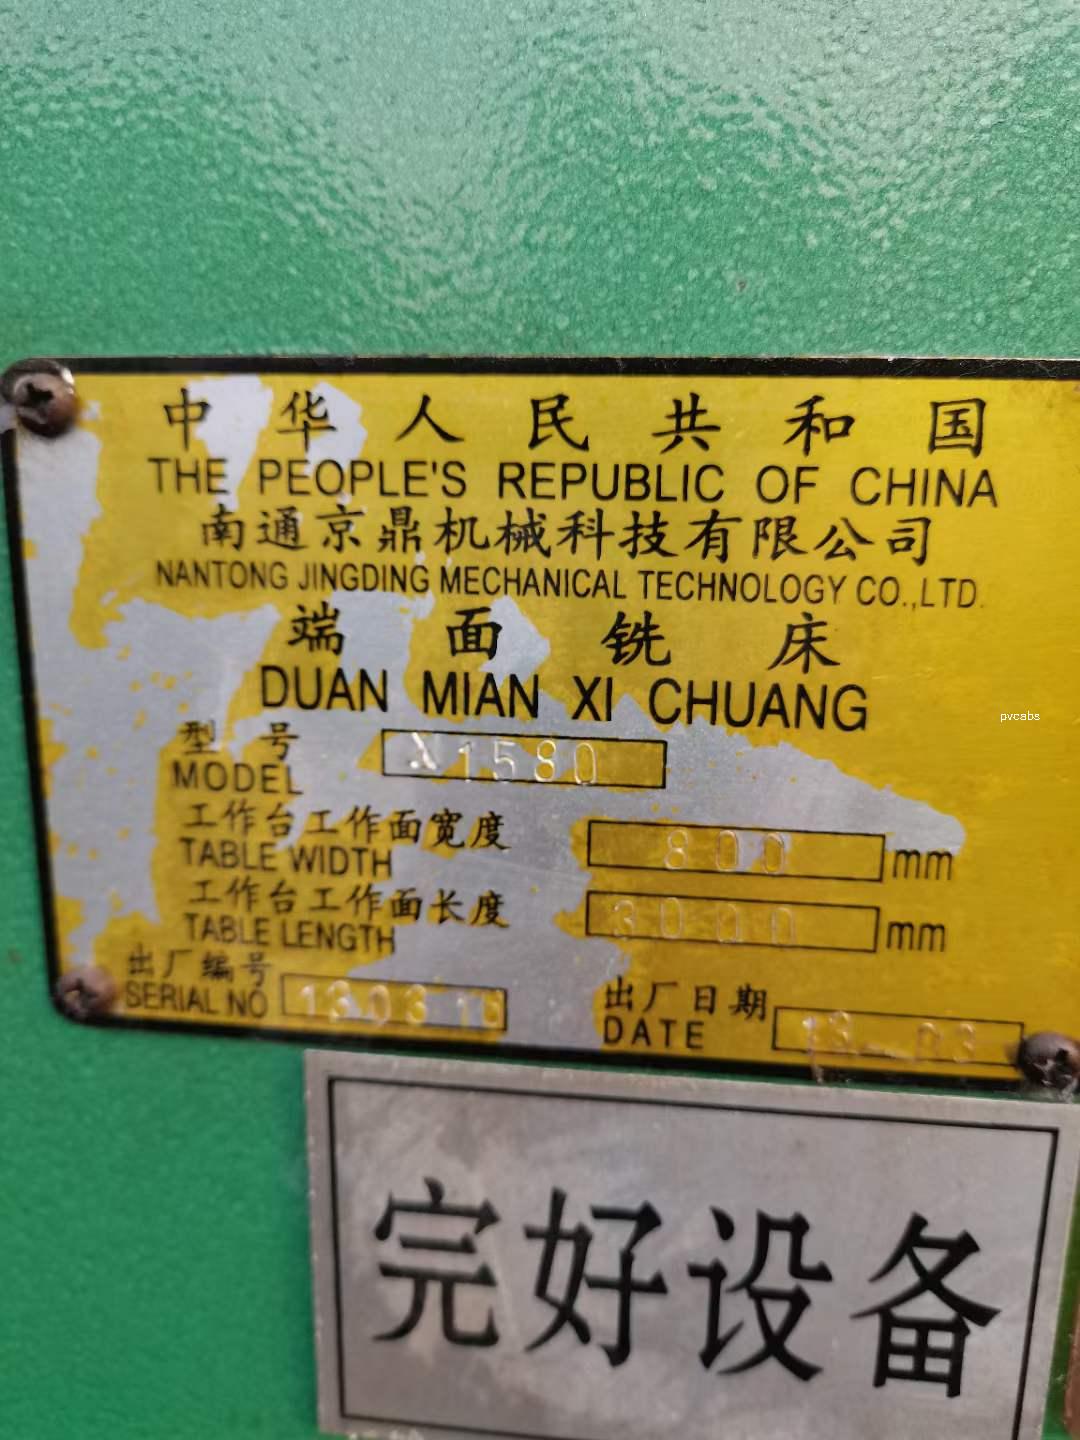 中华人民共和国
THE PEOPLE'S REPUBLIC OF CHINA
南通京鼎机械科技有限公司
NANTONG JINGDING MECHANICAL TECHNOLOGY CO.,LTD.
端面铣床
DUAN MIAN XI CHUANG
型号
MODEL X1580
工作台工作面宽度
TABLE WIDTH 800 mm
工作台工作面长度
TABLE LENGTH 3000 mm
出厂编号
SERIAL NO
出厂日期
DATE 13_03
完好设备
pvcabs